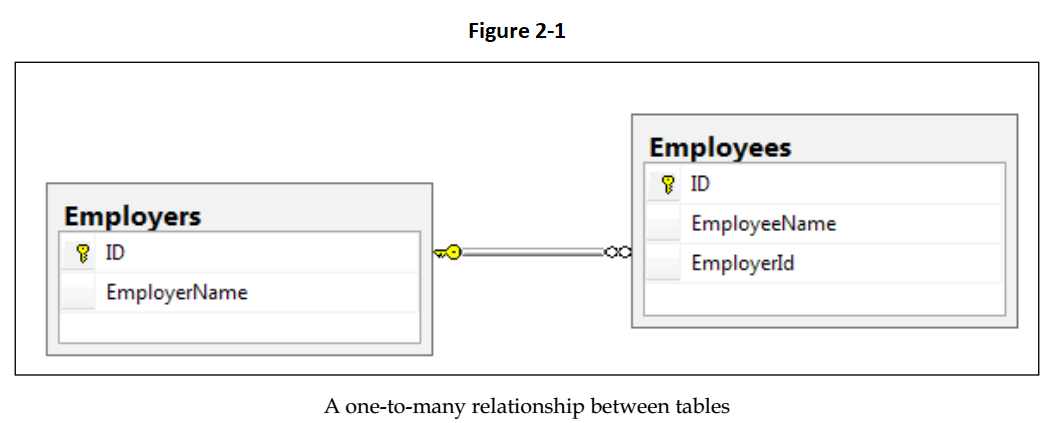 Figure 2-1
Employers
ID
EmployerName
Employees
ID
EmployeeName
EmployerId
A one-to-many relationship between tables